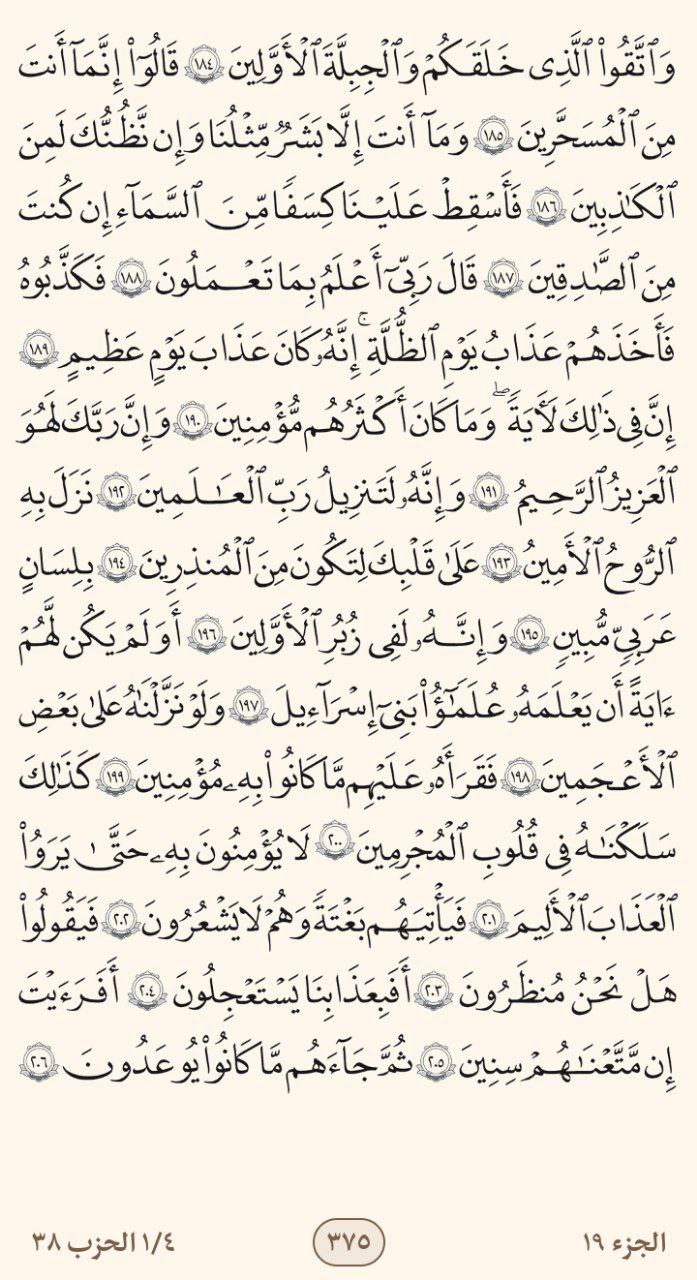 وَٱتَّقُوا۟ ٱلَّذِى خَلَقَكُمْ وَٱلْجِبِلَّةَ ٱلْأَوَّلِينَ ١٨٤ قَالُوٓا۟ إِنَّمَآ أَنتَ
مِنَ ٱلْمُسَحَّرِينَ ١٨٥ وَمَآ أَنتَ إِلَّا بَشَرٌ مِّثْلُنَا وَإِن نَّظُنُّكَ لَمِنَ
ٱلْكَـٰذِبِينَ ١٨٦ فَأَسْقِطْ عَلَيْنَا كِسَفًا مِّنَ ٱلسَّمَآءِ إِن كُنتَ
مِنَ ٱلصَّـٰدِقِينَ ١٨٧ قَالَ رَبِّىٓ أَعْلَمُ بِمَا تَعْمَلُونَ ١٨٨ فَكَذَّبُوهُ
فَأَخَذَهُمْ عَذَابُ يَوْمِ ٱلظُّلَّةِ ۚ إِنَّهُۥ كَانَ عَذَابَ يَوْمٍ عَظِيمٍ ١٨٩
إِنَّ فِى ذَٰلِكَ لَـَٔايَةً ۖ وَمَا كَانَ أَكْثَرُهُم مُّؤْمِنِينَ ١٩٠ وَإِنَّ رَبَّكَ لَهُوَ
ٱلْعَزِيزُ ٱلرَّحِيمُ ١٩١ وَإِنَّهُۥ لَتَنزِيلُ رَبِّ ٱلْعَـٰلَمِينَ ١٩٢ نَزَلَ بِهِ
ٱلرُّوحُ ٱلْأَمِينُ ١٩٣ عَلَىٰ قَلْبِكَ لِتَكُونَ مِنَ ٱلْمُنذِرِينَ ١٩٤ بِلِسَانٍ
عَرَبِىٍّ مُّبِينٍ ١٩٥ وَإِنَّهُۥ لَفِى زُبُرِ ٱلْأَوَّلِينَ ١٩٦ أَوَلَمْ يَكُن لَّهُمْ
ءَايَةً أَن يَعْلَمَهُۥ عُلَمَـٰٓؤُا۟ بَنِىٓ إِسْرَٰٓءِيلَ ١٩٧ وَلَوْ نَزَّلْنَـٰهُ عَلَىٰ بَعْضِ
ٱلْأَعْجَمِينَ ١٩٨ فَقَرَأَهُۥ عَلَيْهِم مَّا كَانُوا۟ بِهِۦ مُؤْمِنِينَ ١٩٩ كَذَٰلِكَ
سَلَكْنَـٰهُ فِى قُلُوبِ ٱلْمُجْرِمِينَ ٢٠٠ لَا يُؤْمِنُونَ بِهِۦ حَتَّىٰ يَرَوُا۟
ٱلْعَذَابَ ٱلْأَلِيمَ ٢٠١ فَيَأْتِيَهُم بَغْتَةً وَهُمْ لَا يَشْعُرُونَ ٢٠٢ فَيَقُولُوا۟
هَلْ نَحْنُ مُنظَرُونَ ٢٠٣ أَفَبِعَذَابِنَا يَسْتَعْجِلُونَ ٢٠٤ أَفَرَءَيْتَ
إِن مَّتَّعْنَـٰهُمْ سِنِينَ ٢٠٥ ثُمَّ جَآءَهُم مَّا كَانُوا۟ يُوعَدُونَ ٢٠٦
الجزء ١٩ ٣٧٥ ١/٤ الحزب ٣٨